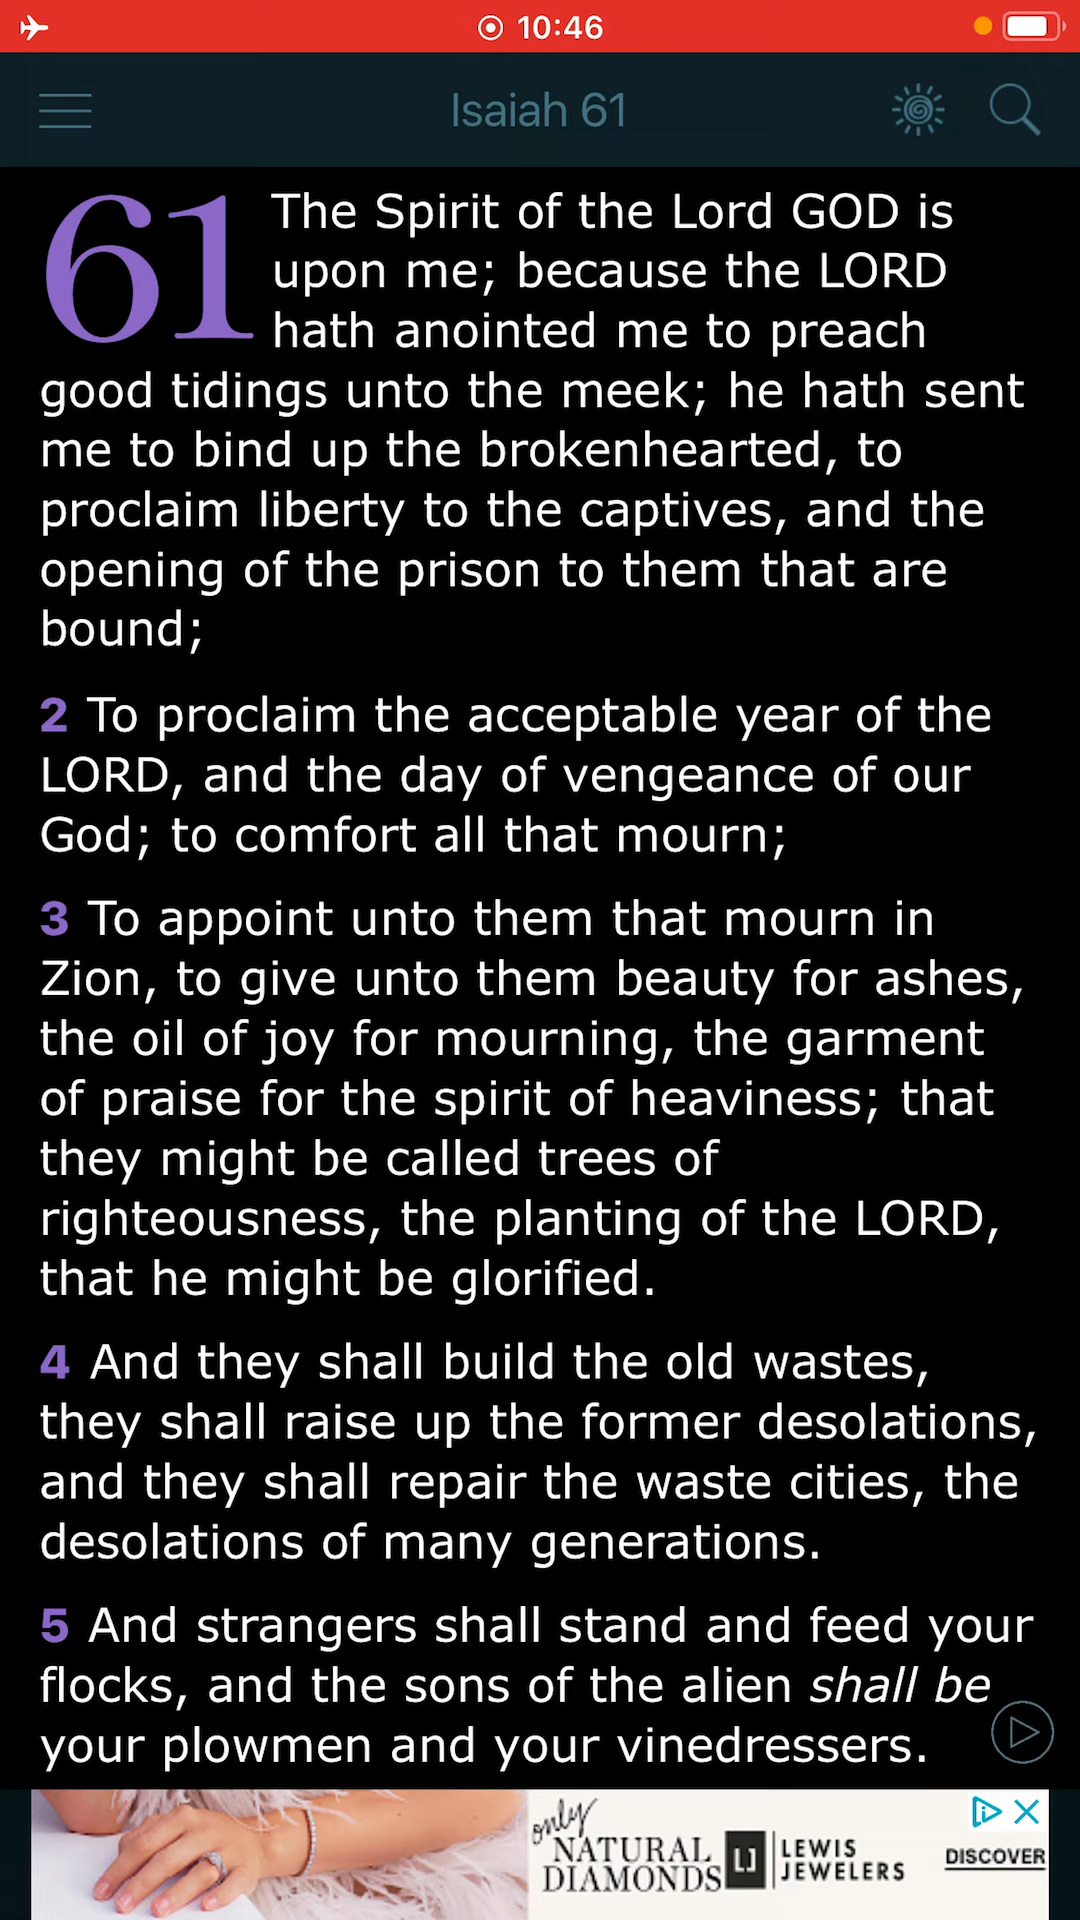 10:46
Isaiah 61
61 The Spirit of the Lord GOD is
upon me; because the LORD
hath anointed me to preach
good tidings unto the meek; he hath sent
me to bind up the brokenhearted, to
proclaim liberty to the captives, and the
opening of the prison to them that are
bound;
2 To proclaim the acceptable year of the
LORD, and the day of vengeance of our
God; to comfort all that mourn;
3 To appoint unto them that mourn in
Zion, to give unto them beauty for ashes,
the oil of joy for mourning, the garment
of praise for the spirit of heaviness; that
they might be called trees of
righteousness, the planting of the LORD,
that he might be glorified.
4 And they shall build the old wastes,
they shall raise up the former desolations,
and they shall repair the waste cities, the
desolations of many generations.
5 And strangers shall stand and feed your
flocks, and the sons of the alien shall be
your plowmen and your vinedressers.
only
NATURAL
DIAMONDS
LJ
LEWIS
JEWELERS
DISCOVER